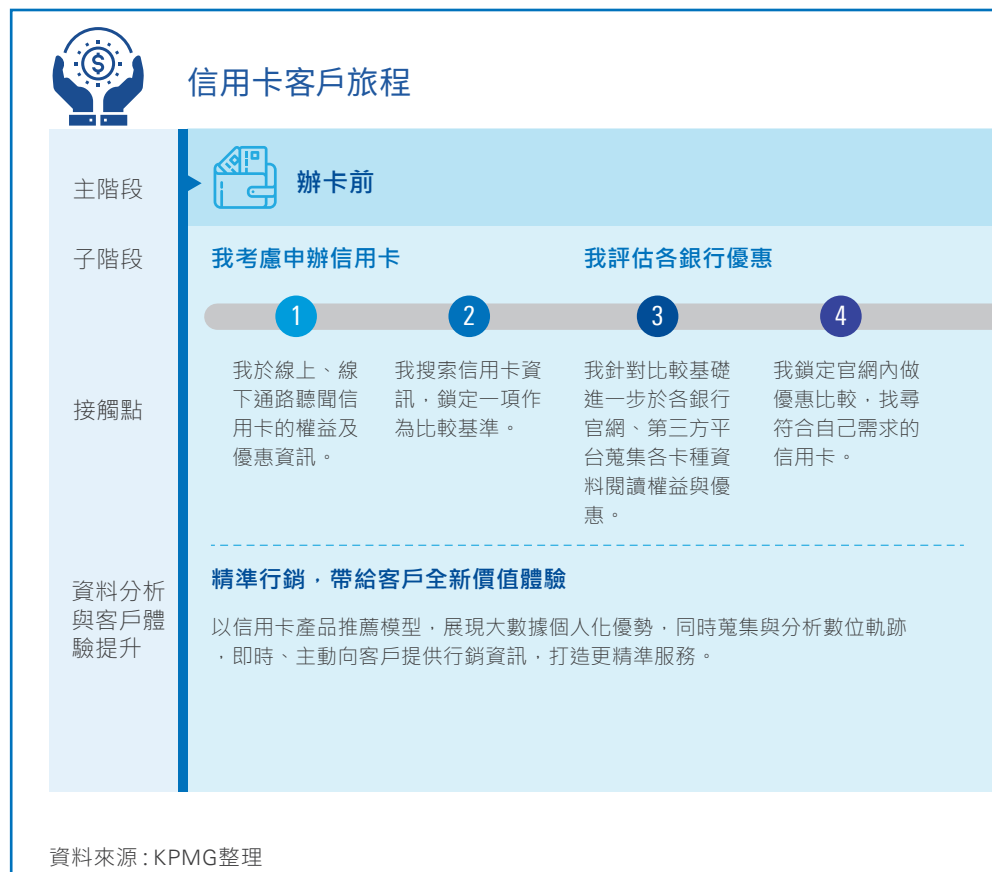 信用卡客戶旅程
主階段
辦卡前
子階段
我考慮申辦信用卡
我評估各銀行優惠
1
2
3
4
接觸點
我於線上、線
下通路聽聞信
用卡的權益及
優惠資訊。
我搜索信用卡資
訊，鎖定一項作
為比較基準。
我針對比較基礎
進一步於各銀行
官網、第三方平
台蒐集各卡種資
料閱讀權益與優
惠。
我鎖定官網內做
優惠比較，找尋
符合自己需求的
信用卡。
資料分析
與客戶體
驗提升
精準行銷，帶給客戶全新價值體驗
以信用卡產品推薦模型，展現大數據個人化優勢，同時蒐集與分析數位軌跡
，即時、主動向客戶提供行銷資訊，打造更精準服務。
資料來源：KPMG整理